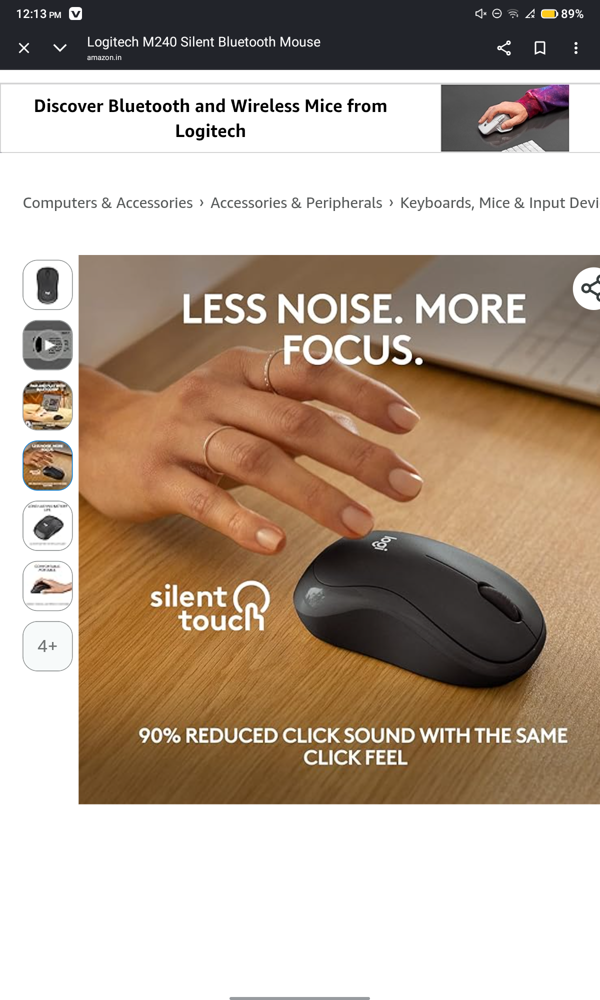 12:13 PM
89%
Logitech M240 Silent Bluetooth Mouse
amazon.in
Discover Bluetooth and Wireless Mice from
Logitech
Computers & Accessories › Accessories & Peripherals › Keyboards, Mice & Input Devi
LESS NOISE. MORE
FOCUS.
logi
silent
touch
4+
90% REDUCED CLICK SOUND WITH THE SAME
CLICK FEEL